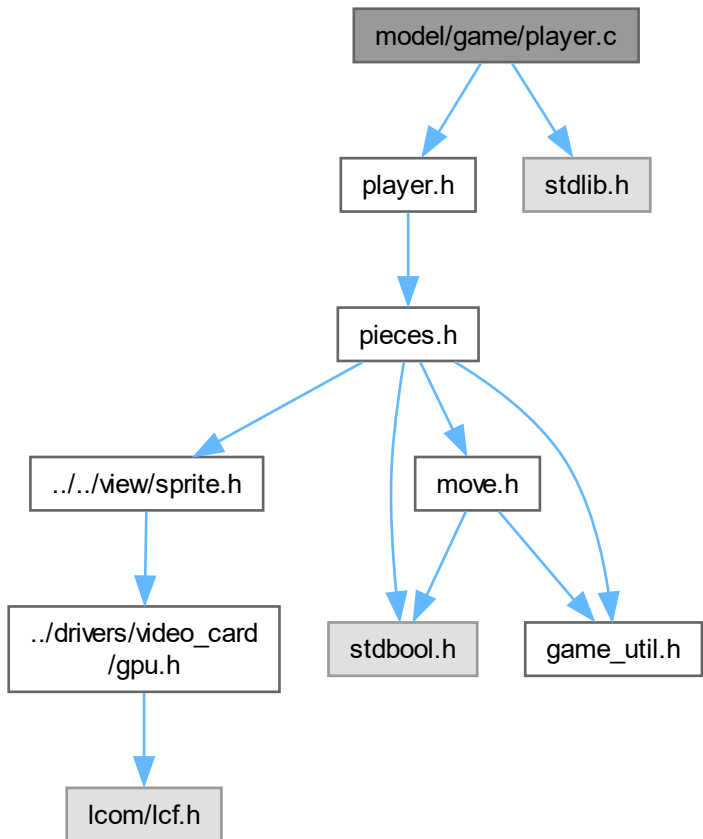 model/game/player.c
player.h
stdlib.h
pieces.h
../../view/sprite.h
move.h
../drivers/video_card
/gpu.h
stdbool.h
game_util.h
lcom/lcf.h